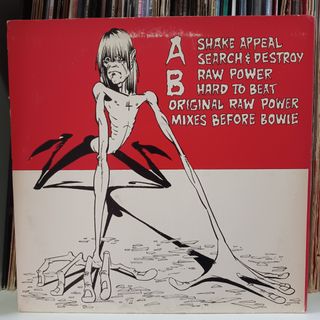 A SHAKE APPEAL
SEARCH & DESTROY
B RAW POWER
HARD TO BEAT
ORIGINAL RAW POWER
MIXES BEFORE BOWIE